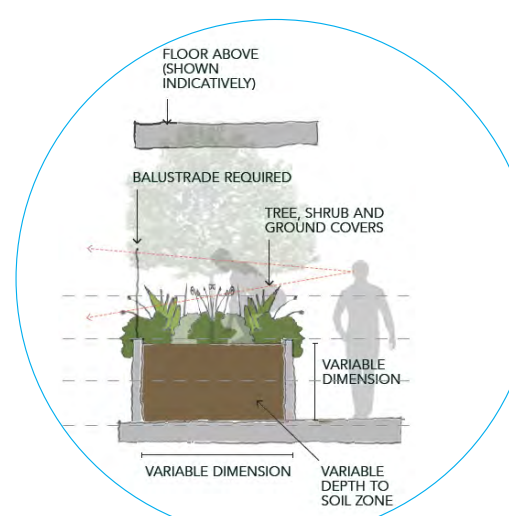 FLOOR ABOVE
(SHOWN
INDICATIVELY)
BALUSTRADE REQUIRED
TREE, SHRUB AND
GROUND COVERS
VARIABLE
DIMENSION
VARIABLE DIMENSION
VARIABLE
DEPTH TO
SOIL ZONE